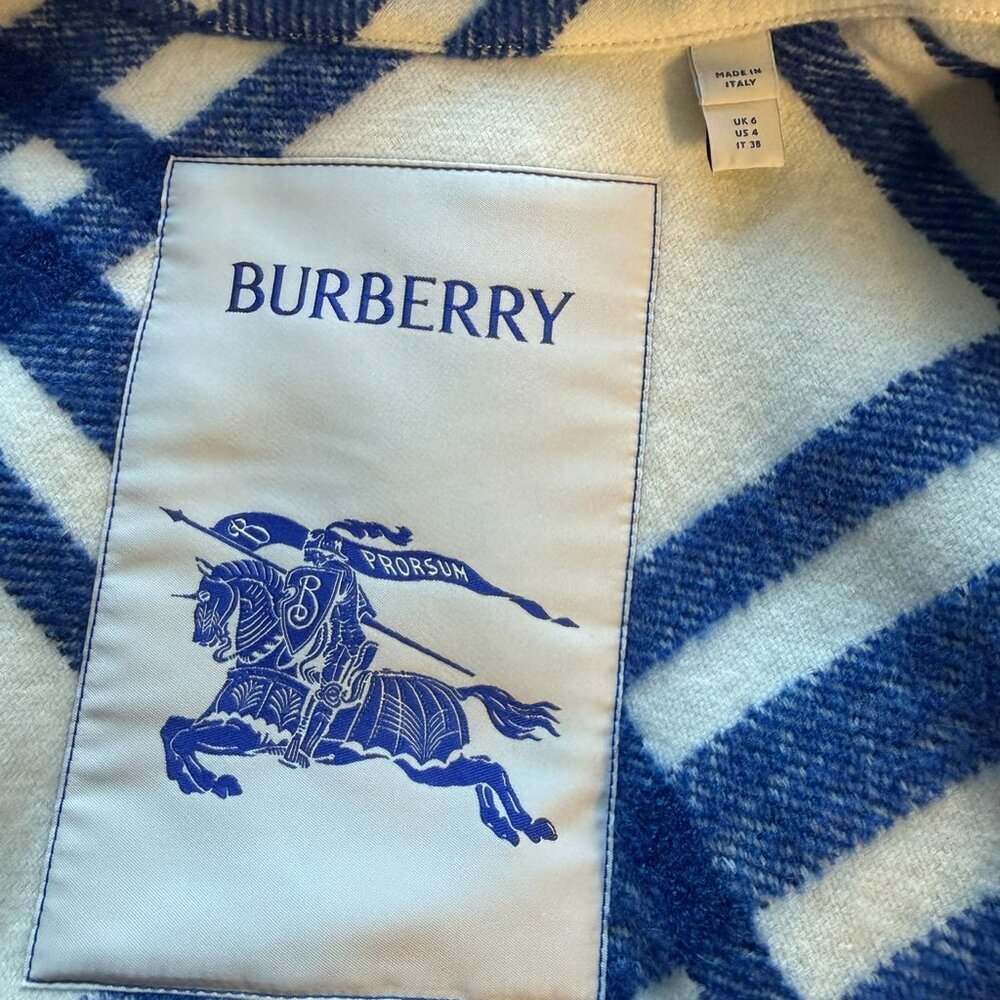 MADE IN
ITALY
UK 6
US 4
IT 38
BURBERRY
B PRORSUM
B